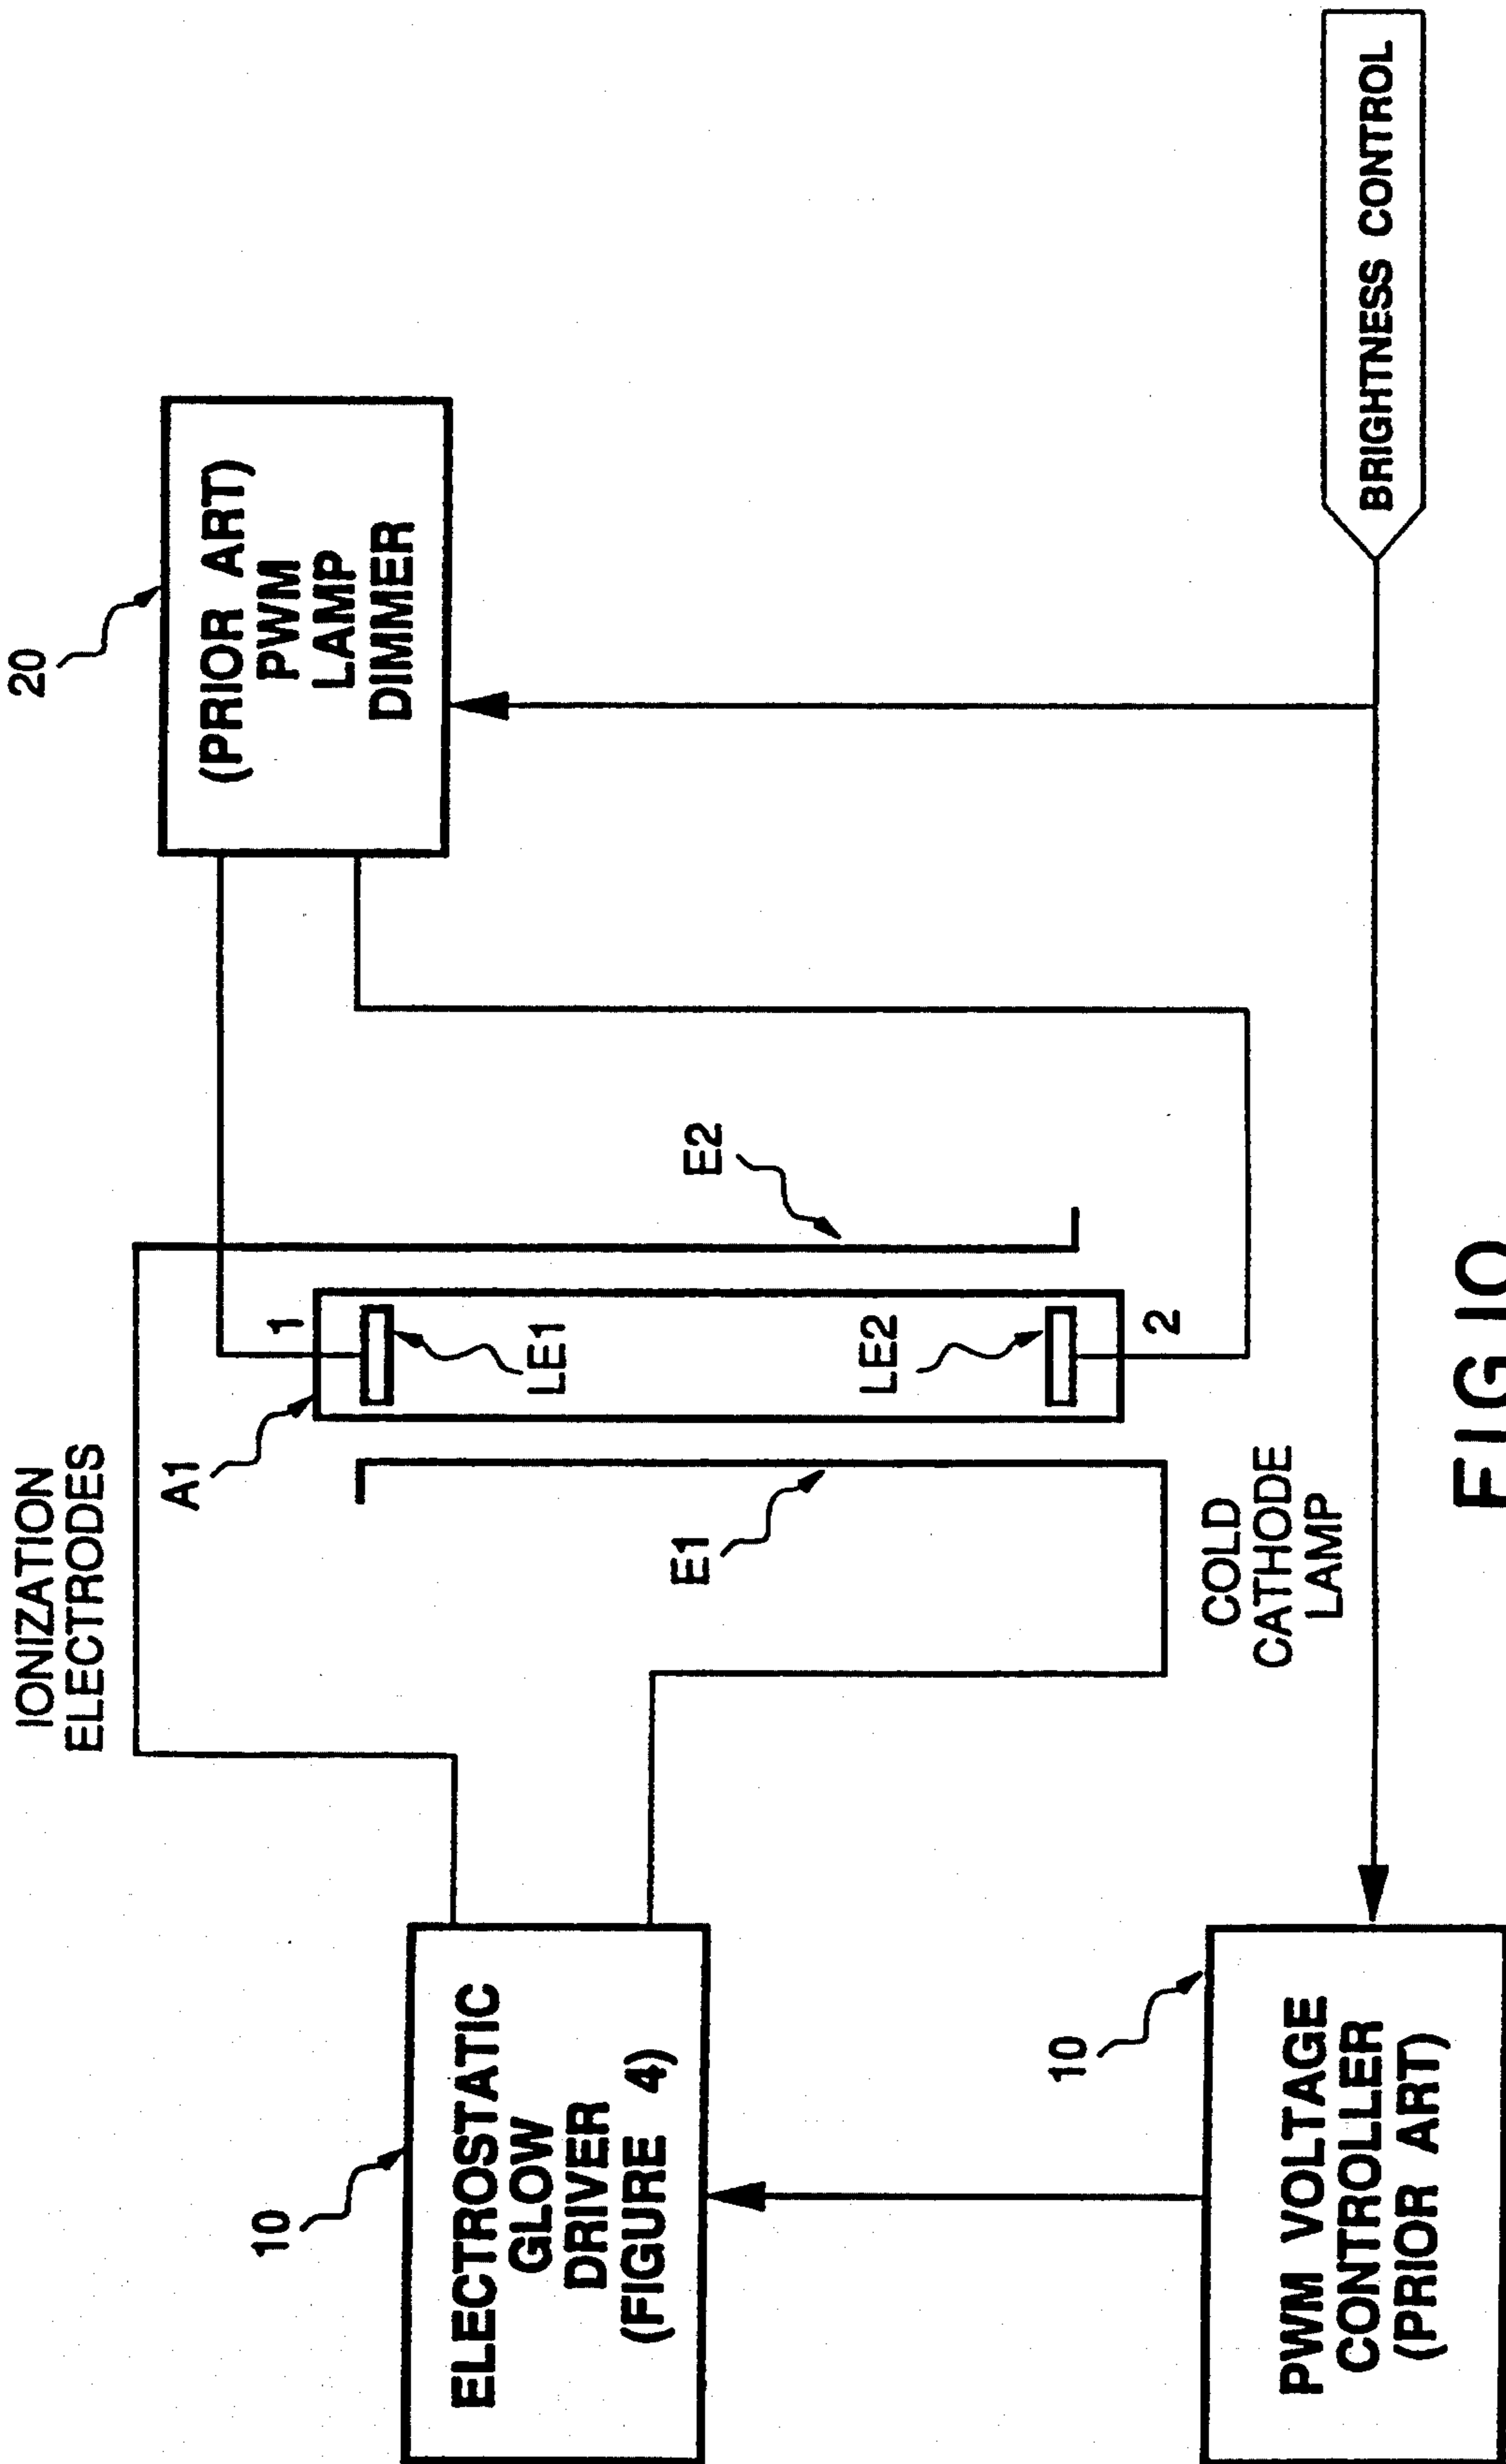 IONIZATION
ELECTRODES
20
A1
1
(PRIOR ART)
PWM
LAMP
DIMMER
10
ELECTROSTATIC
GLOW
DRIVER
(FIGURE 4)
LE1
E1
E2
LE2
2
10
COLD
CATHODE
LAMP
PWM VOLTAGE
CONTROLLER
(PRIOR ART)
BRIGHTNESS CONTROL
FIG 10